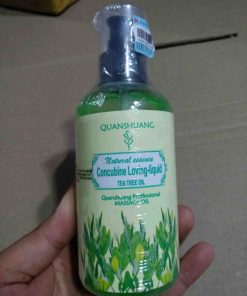 QUANSHUANG
Natural essence
Concubine Loving-liquid
TEA TREE OIL
Quanshuang Professional
MASSAGE OIL